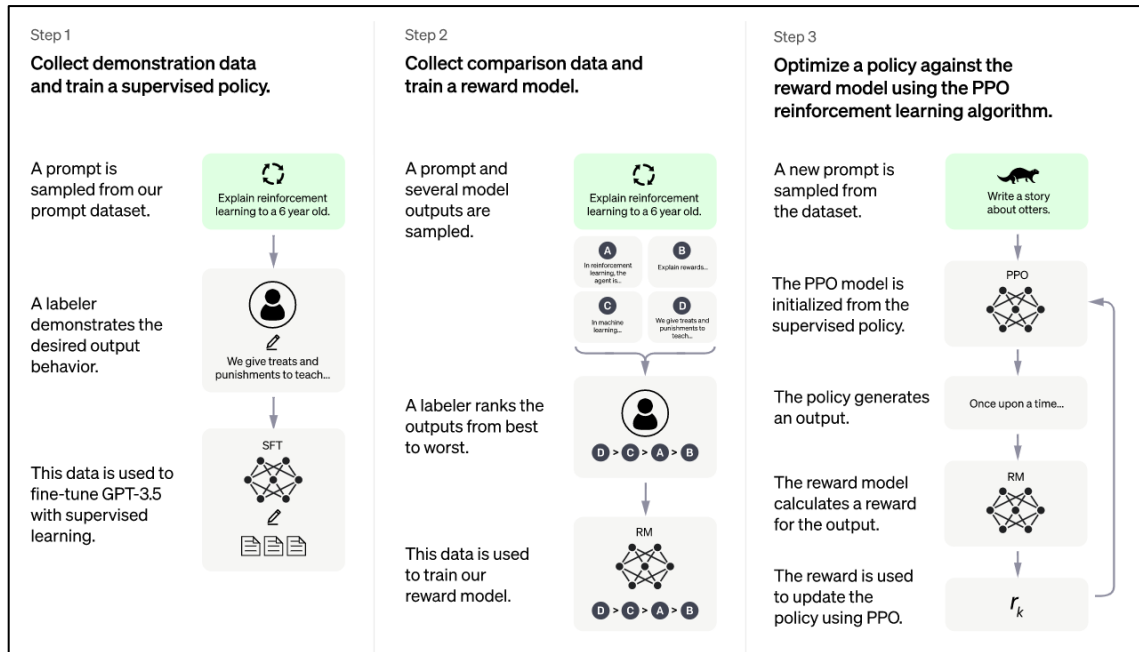 Step 1
Collect demonstration data
and train a supervised policy.
A prompt is
sampled from our
prompt dataset.
Explain reinforcement
learning to a 6 year old.
A labeler
demonstrates the
desired output
behavior.
We give treats and
punishments to teach...
This data is used to
fine-tune GPT-3.5
with supervised
learning.
SFT
Step 2
Collect comparison data and
train a reward model.
A prompt and
several model
outputs are
sampled.
Explain reinforcement
learning to a 6 year old.
A
In reinforcement
learning, the
agent is...
B
Explain rewards...
C
In machine
learning...
D
We give treats and
punishments to
teach...
A labeler ranks the
outputs from best
to worst.
D > C > A > B
This data is used
to train our
reward model.
RM
D > C > A > B
Step 3
Optimize a policy against the
reward model using the PPO
reinforcement learning algorithm.
A new prompt is
sampled from
the dataset.
Write a story
about otters.
The PPO model is
initialized from the
supervised policy.
PPO
The policy generates
an output.
Once upon a time...
The reward model
calculates a reward
for the output.
RM
The reward is used
to update the
policy using PPO.
rk